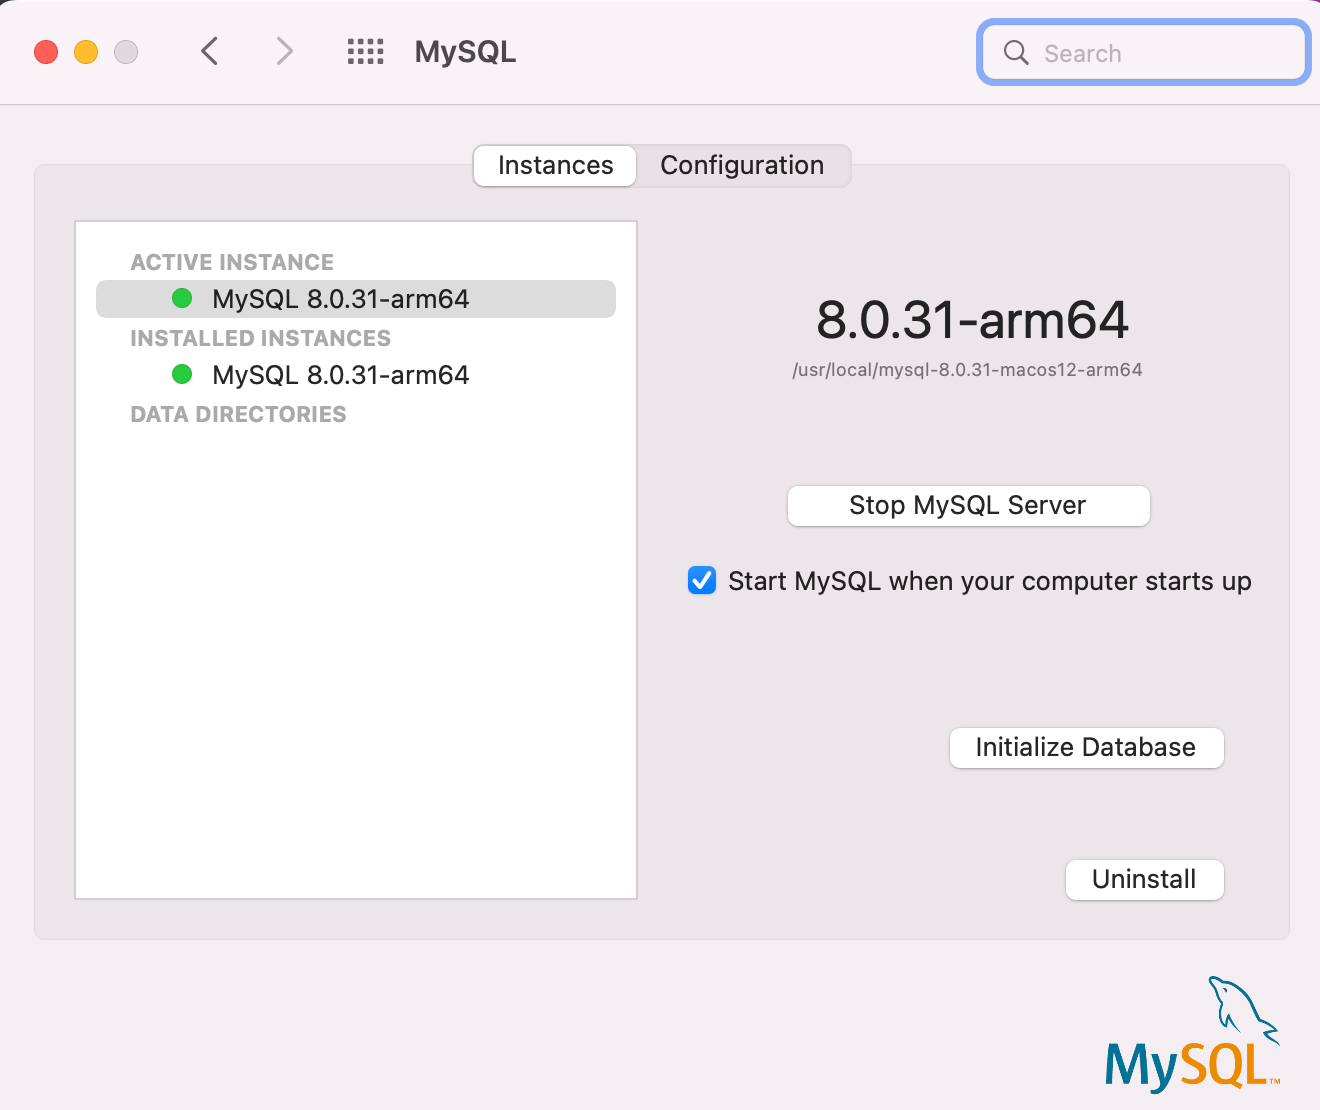 MySQL
Search
Instances
Configuration
ACTIVE INSTANCE
MySQL 8.0.31-arm64
INSTALLED INSTANCES
MySQL 8.0.31-arm64
DATA DIRECTORIES
8.0.31-arm64
/usr/local/mysql-8.0.31-macos12-arm64
Stop MySQL Server
Start MySQL when your computer starts up
Initialize Database
Uninstall
MySQL™